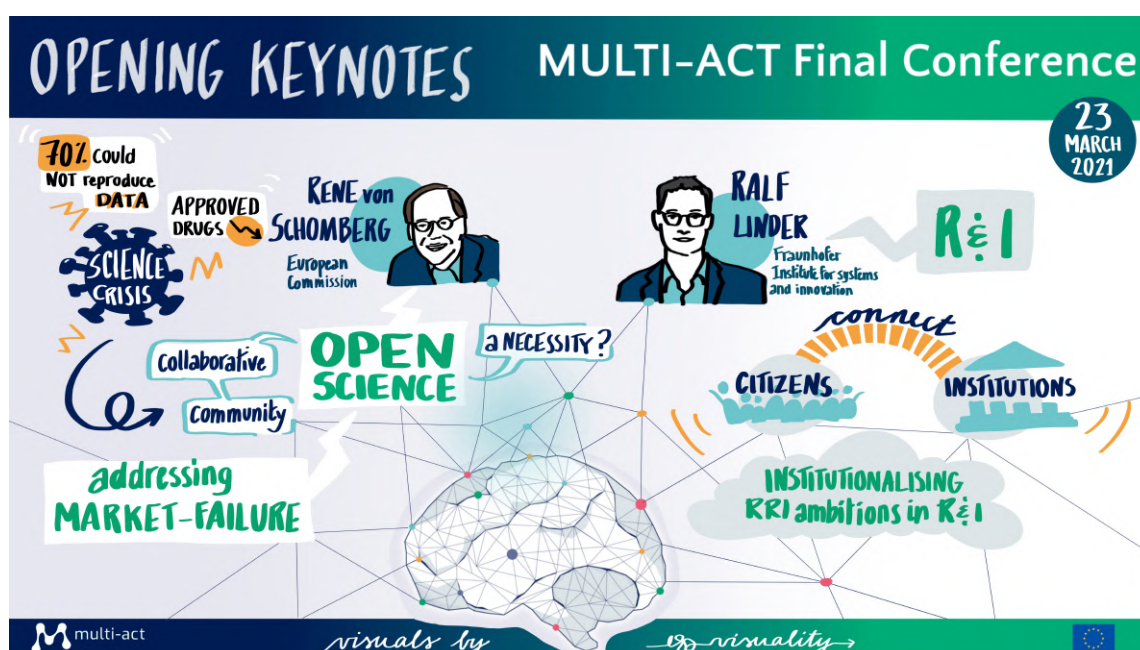 OPENING KEYNOTES
MULTI-ACT Final Conference
23
MARCH
2021
70% could
NOT reproduce
DATA
APPROVED
DRUGS
SCIENCE
CRISIS
RENE von
SCHOMBERG
European
Commission
RALF
LINDER
Fraunhofer
Institute for systems
and innovation
R & I
Collaborative
Community
OPEN
SCIENCE
a NECESSITY?
connect
CITIZENS
INSTITUTIONS
addressing
MARKET-FAILURE
INSTITUTIONALISING
RRI ambitions in R & I
multi-act
visuals by
visuality